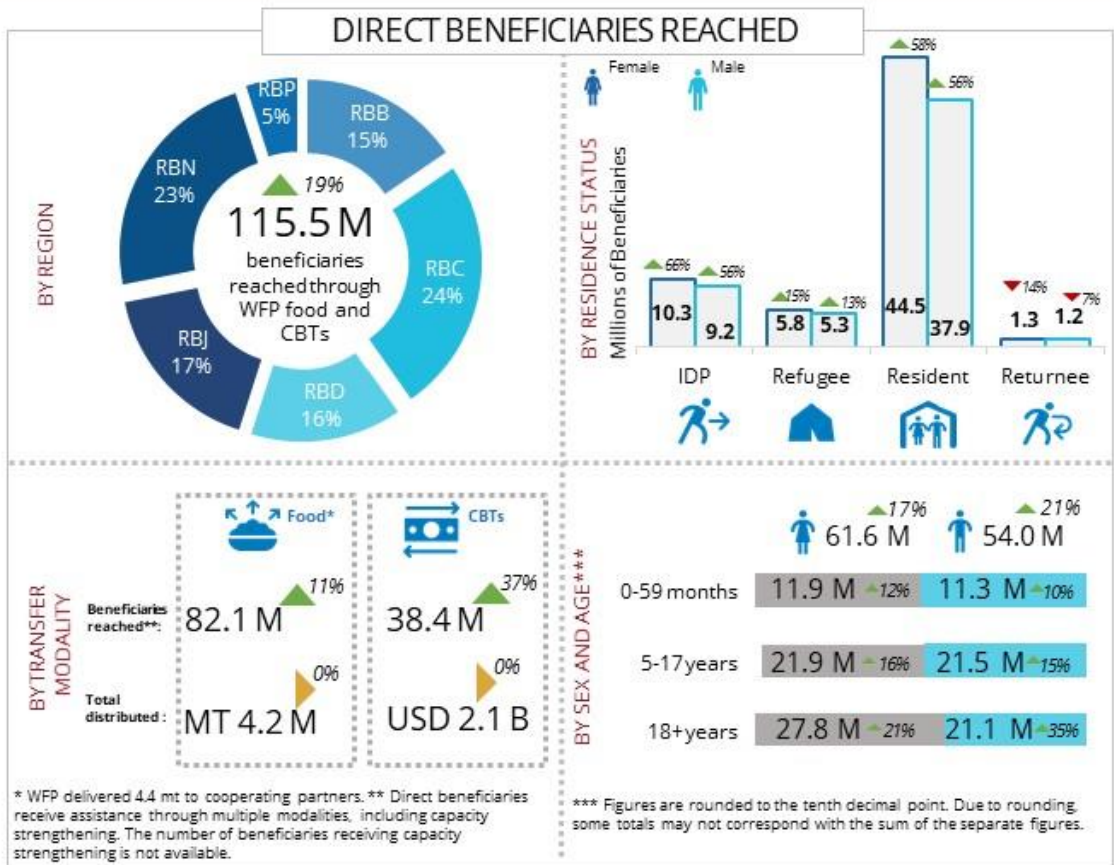 DIRECT BENEFICIARIES REACHED
BY REGION
RBP
5%
RBB
15%
RBN
23%
RBC
24%
RBJ
17%
RBD
16%
19%
115.5 M
beneficiaries
reached through
WFP food and
CBTs
BY RESIDENCE STATUS
Millions of Beneficiaries
Female
Male
66%
56%
15%
13%
58%
56%
14%
7%
10.3
9.2
5.8
5.3
44.5
37.9
1.3
1.2
IDP
Refugee
Resident
Returnee
BY TRANSFER
MODALITY
Food*
CBTs
Beneficiaries
reached**:
82.1 M
11%
38.4 M
37%
Total
distributed :
MT 4.2 M
0%
USD 2.1 B
0%
* WFP delivered 4.4 mt to cooperating partners. ** Direct beneficiaries
receive assistance through multiple modalities, including capacity
strengthening. The number of beneficiaries receiving capacity
strengthening is not available.
BY SEX AND AGE***
17%
61.6 M
21%
54.0 M
0-59 months
11.9 M 12%
11.3 M 10%
5-17 years
21.9 M 16%
21.5 M 15%
18+years
27.8 M 21%
21.1 M 35%
*** Figures are rounded to the tenth decimal point. Due to rounding,
some totals may not correspond with the sum of the separate figures.